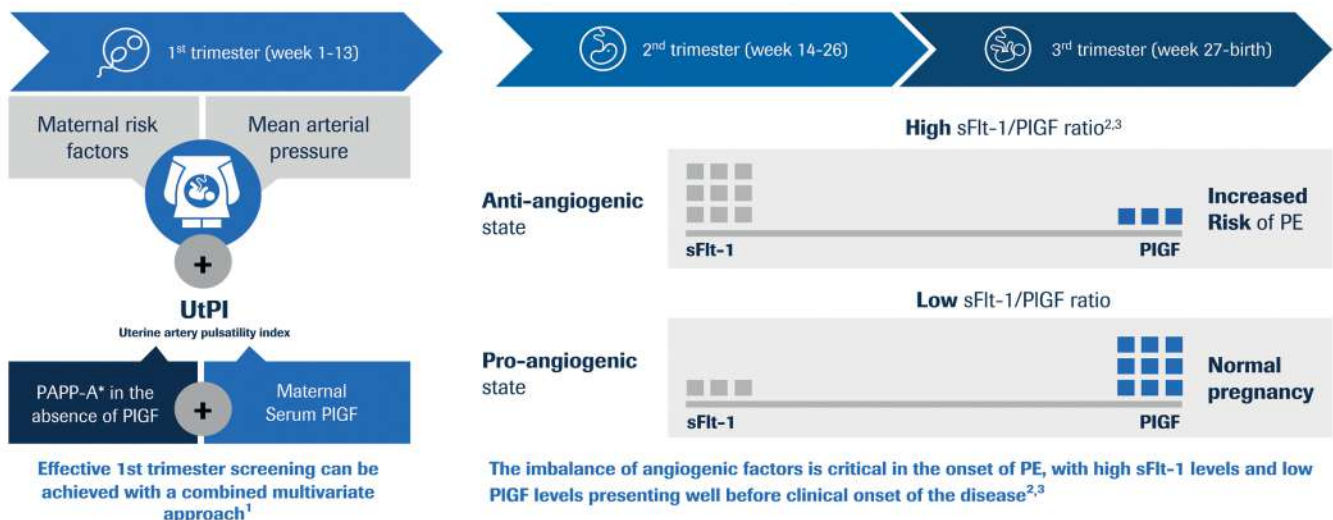 1st trimester (week 1-13)
Maternal risk
factors
Mean arterial
pressure
+
UtPI
Uterine artery pulsatility index
PAPP-A* in the
absence of PIGF
+
Maternal
Serum PIGF
Effective 1st trimester screening can be
achieved with a combined multivariate
approach1
2nd trimester (week 14-26)
3rd trimester (week 27-birth)
High sFlt-1/PIGF ratio2,3
Anti-angiogenic
state
sFlt-1
PIGF
Increased
Risk of PE
Low sFlt-1/PIGF ratio
Pro-angiogenic
state
sFlt-1
PIGF
Normal
pregnancy
The imbalance of angiogenic factors is critical in the onset of PE, with high sFlt-1 levels and low
PIGF levels presenting well before clinical onset of the disease2,3